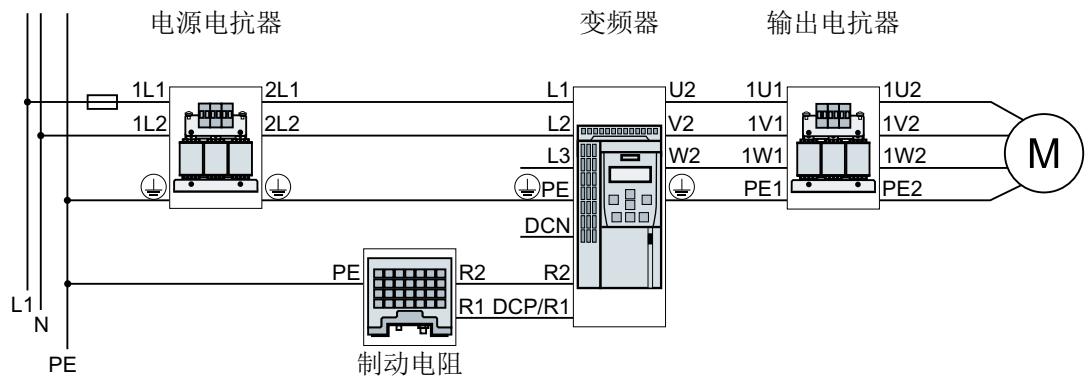 电源电抗器 变频器 输出电抗器
1L1 2L1 L1 U2 1U1 1U2
1L2 2L2 L2 V2 1V1 1V2
L3 W2 1W1 1W2
M
PE PE1 PE2
DCN
PE R2 R2
R1 DCP/R1
L1
N
PE
制动电阻